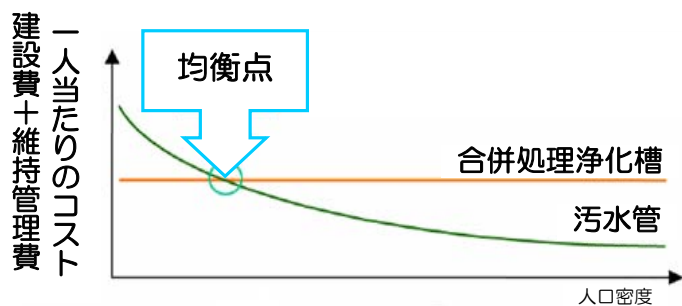 一人当たりのコスト
建設費＋維持管理費
均衡点
合併処理浄化槽
汚水管
人口密度